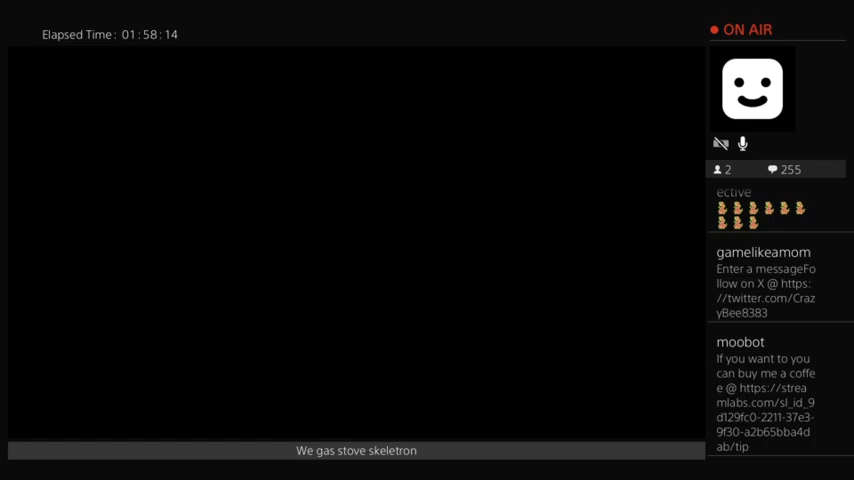 Elapsed Time: 01:58:14
ON AIR
2
255
ective
gamelikeamom
Enter a messageFo
llow on X @ https:
//twitter.com/Craz
yBee8383
moobot
If you want to you
can buy me a coffe
e @ https://strea
mlabs.com/sl_id_9
d129fc0-2211-37e3-
9f30-a2b65bba4d
ab/tip
We gas stove skeletron